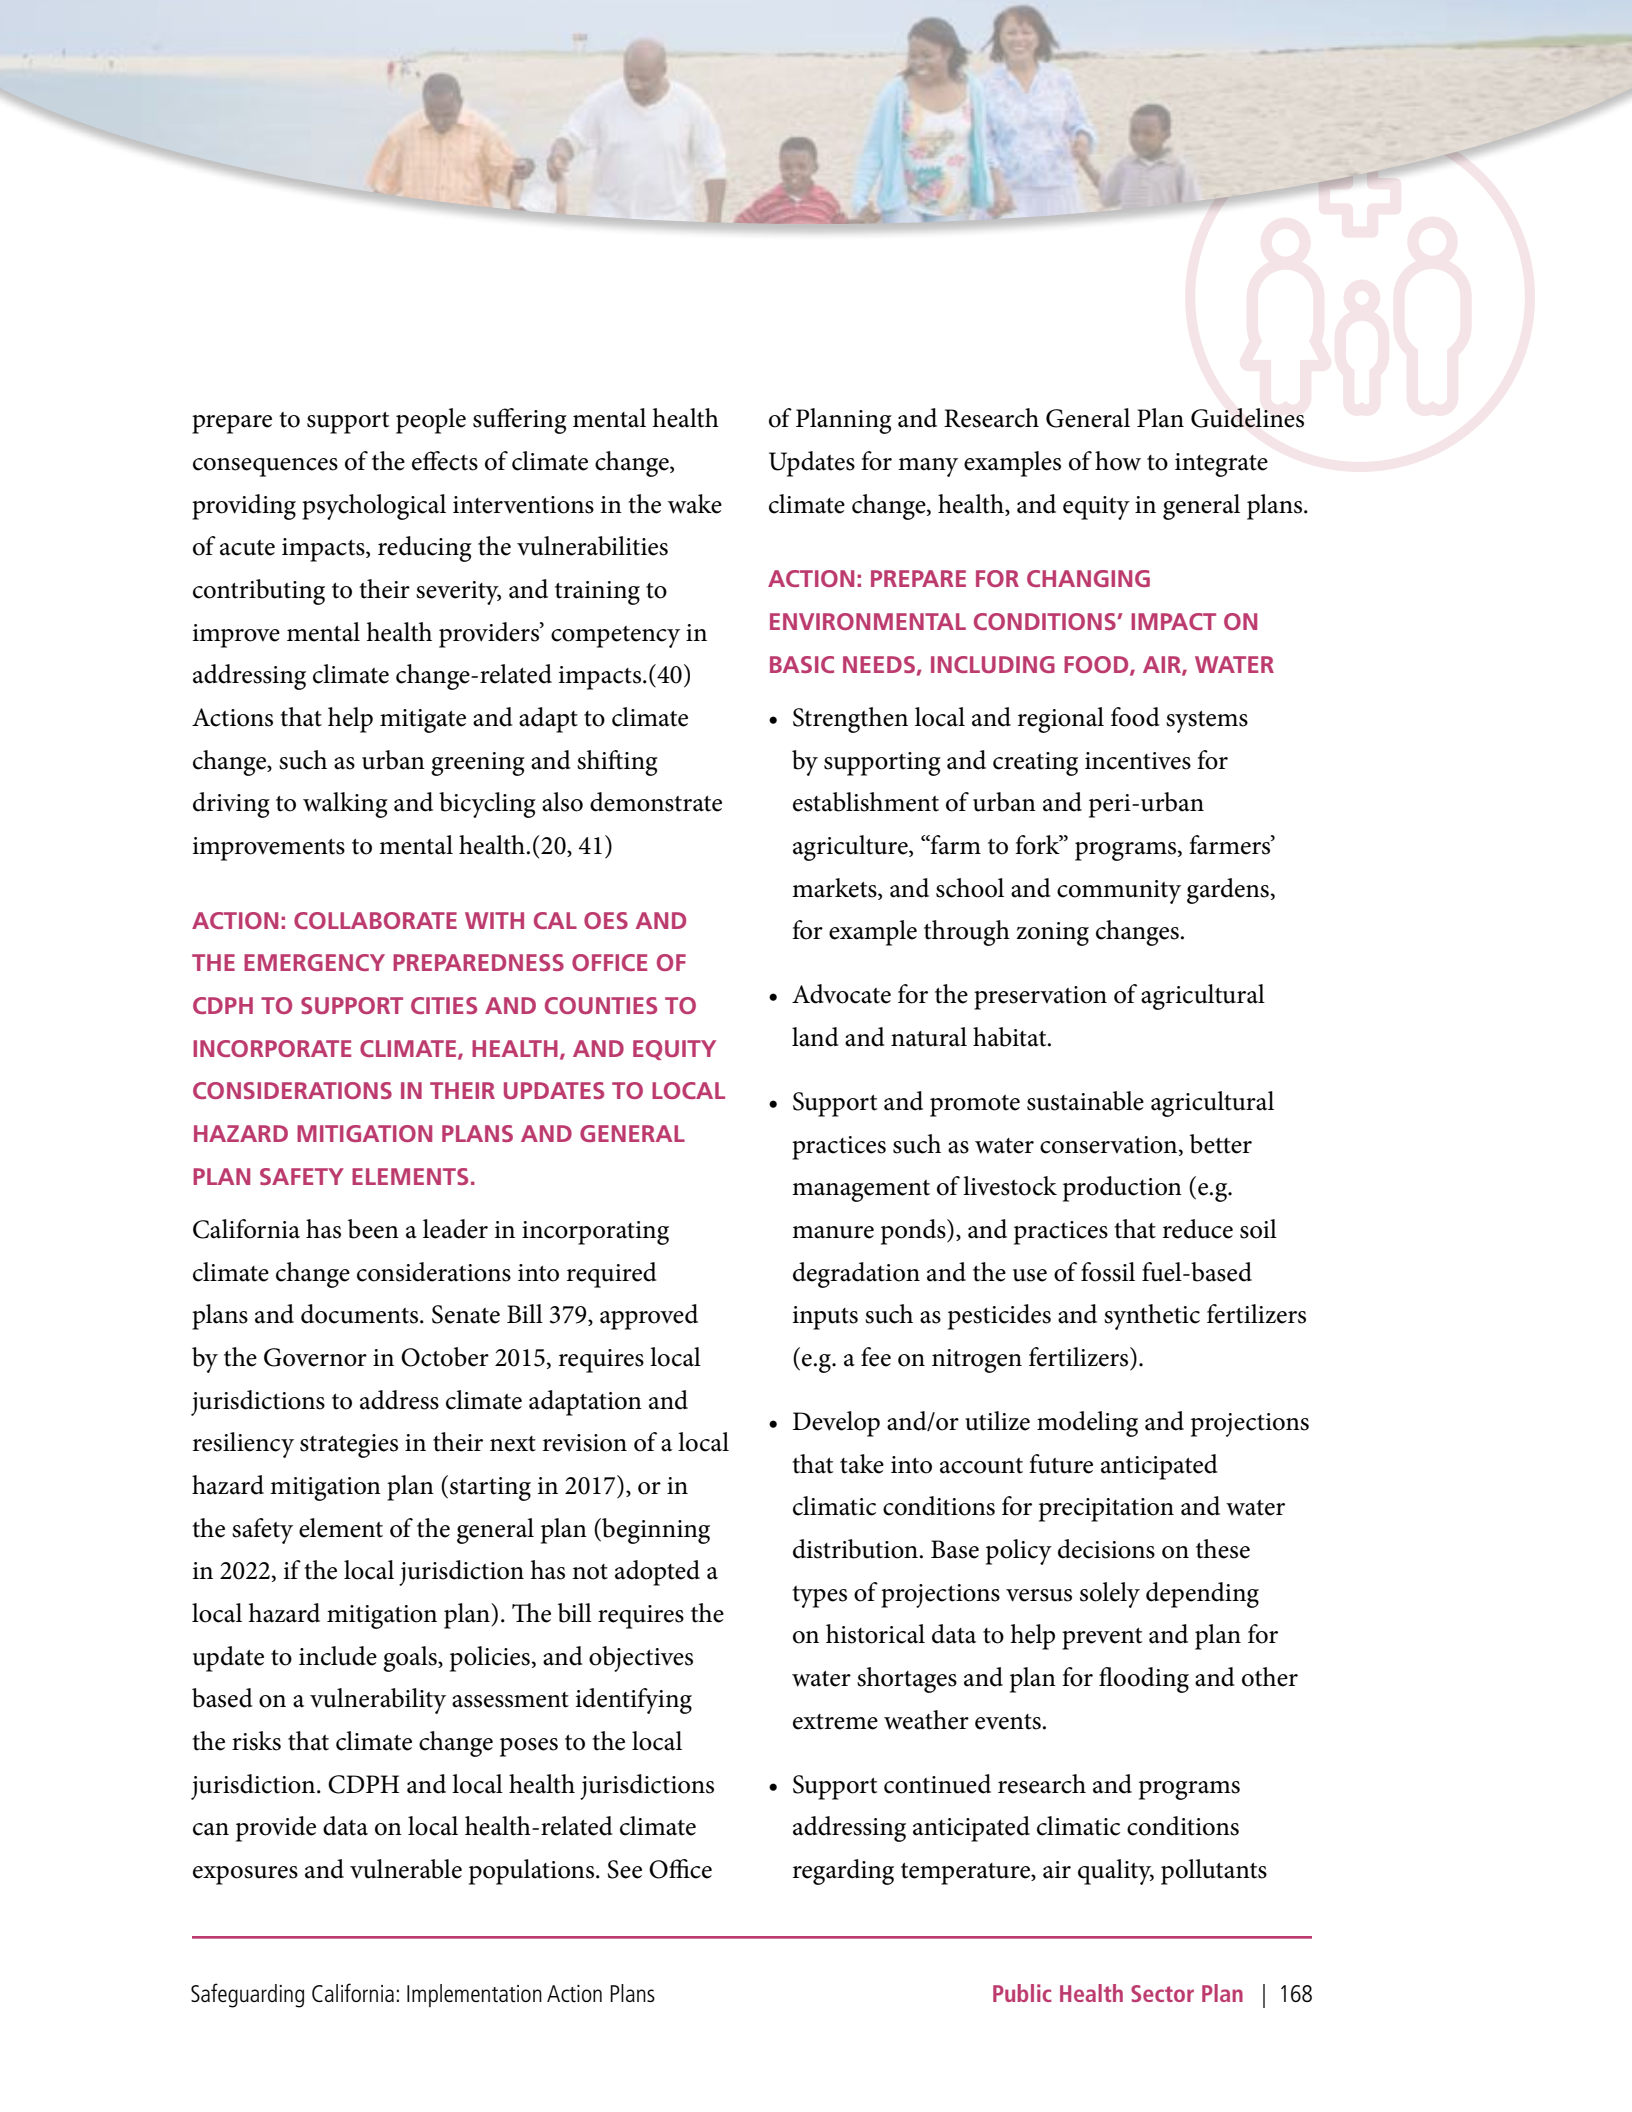 prepare to support people suffering mental health
consequences of the effects of climate change,
providing psychological interventions in the wake
of acute impacts, reducing the vulnerabilities
contributing to their severity, and training to
improve mental health providers’ competency in
addressing climate change-related impacts.(40)
Actions that help mitigate and adapt to climate
change, such as urban greening and shifting
driving to walking and bicycling also demonstrate
improvements to mental health.(20, 41)
ACTION: COLLABORATE WITH CAL OES AND
THE EMERGENCY PREPAREDNESS OFFICE OF
CDPH TO SUPPORT CITIES AND COUNTIES TO
INCORPORATE CLIMATE, HEALTH, AND EQUITY
CONSIDERATIONS IN THEIR UPDATES TO LOCAL
HAZARD MITIGATION PLANS AND GENERAL
PLAN SAFETY ELEMENTS.
California has been a leader in incorporating
climate change considerations into required
plans and documents. Senate Bill 379, approved
by the Governor in October 2015, requires local
jurisdictions to address climate adaptation and
resiliency strategies in their next revision of a local
hazard mitigation plan (starting in 2017), or in
the safety element of the general plan (beginning
in 2022, if the local jurisdiction has not adopted a
local hazard mitigation plan). The bill requires the
update to include goals, policies, and objectives
based on a vulnerability assessment identifying
the risks that climate change poses to the local
jurisdiction. CDPH and local health jurisdictions
can provide data on local health-related climate
exposures and vulnerable populations. See Office
of Planning and Research General Plan Guidelines
Updates for many examples of how to integrate
climate change, health, and equity in general plans.
ACTION: PREPARE FOR CHANGING
ENVIRONMENTAL CONDITIONS’ IMPACT ON
BASIC NEEDS, INCLUDING FOOD, AIR, WATER
• Strengthen local and regional food systems
by supporting and creating incentives for
establishment of urban and peri-urban
agriculture, “farm to fork” programs, farmers’
markets, and school and community gardens,
for example through zoning changes.
• Advocate for the preservation of agricultural
land and natural habitat.
• Support and promote sustainable agricultural
practices such as water conservation, better
management of livestock production (e.g.
manure ponds), and practices that reduce soil
degradation and the use of fossil fuel-based
inputs such as pesticides and synthetic fertilizers
(e.g. a fee on nitrogen fertilizers).
• Develop and/or utilize modeling and projections
that take into account future anticipated
climatic conditions for precipitation and water
distribution. Base policy decisions on these
types of projections versus solely depending
on historical data to help prevent and plan for
water shortages and plan for flooding and other
extreme weather events.
• Support continued research and programs
addressing anticipated climatic conditions
regarding temperature, air quality, pollutants
Safeguarding California: Implementation Action Plans
Public Health Sector Plan | 168